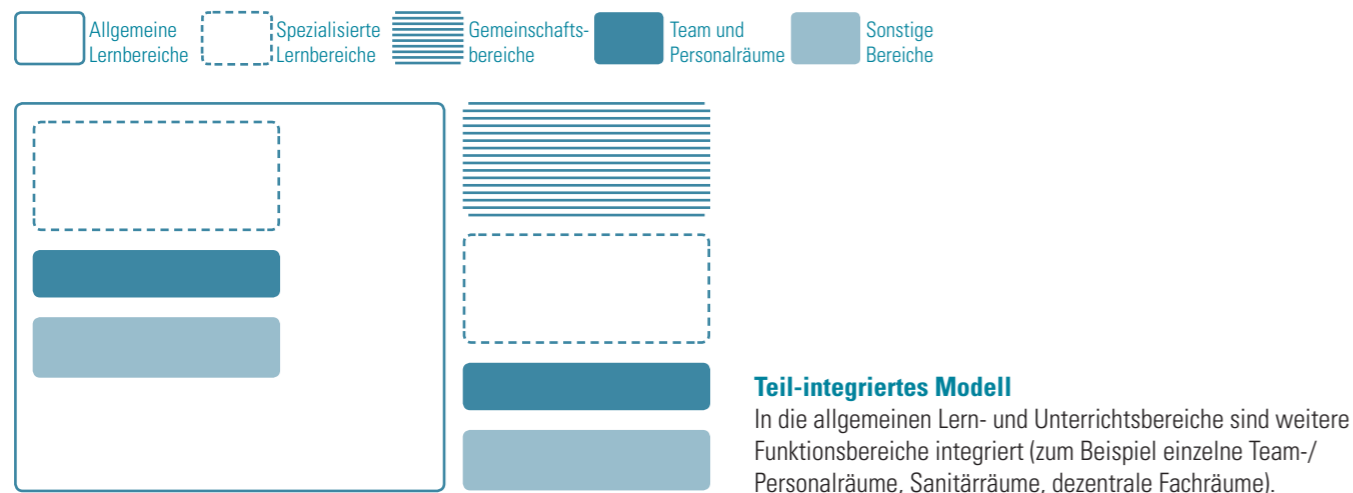 Allgemeine Lernbereiche
Spezialisierte Lernbereiche
Gemeinschafts-
bereiche
Team und Personalräume
Sonstige Bereiche
Teil-integriertes Modell
In die allgemeinen Lern- und Unterrichtsbereiche sind weitere
Funktionsbereiche integriert (zum Beispiel einzelne Team-/
Personalräume, Sanitärräume, dezentrale Fachräume).